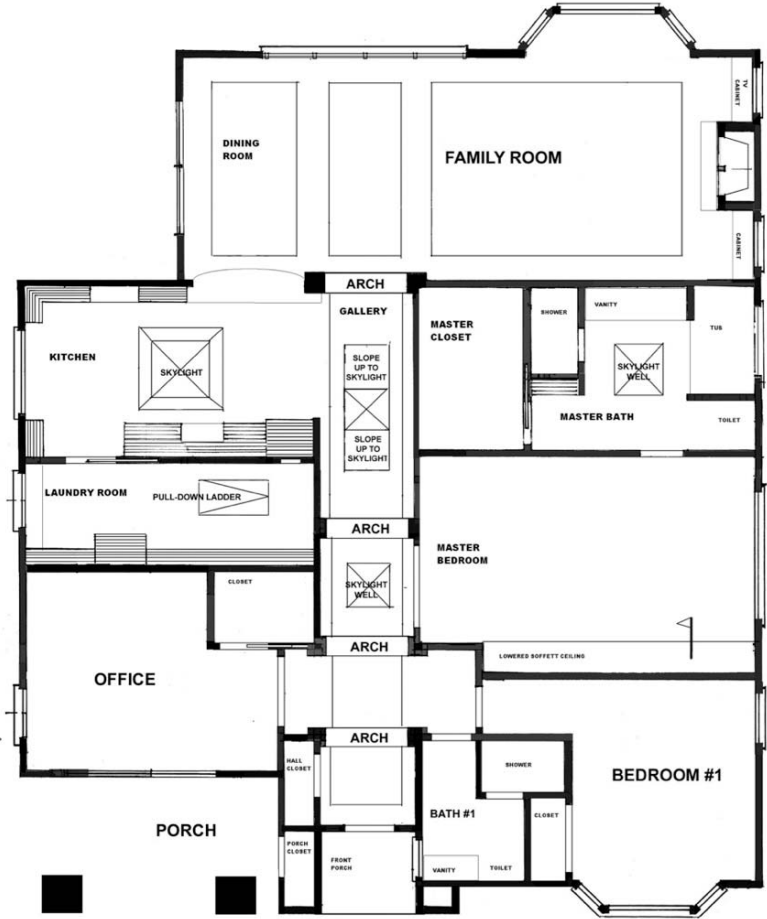 TV
CABINET
DINING
ROOM
FAMILY ROOM
CABINET
ARCH
GALLERY
MASTER
CLOSET
SHOWER
VANITY
TUB
KITCHEN
SKYLIGHT
SLOPE
UP TO
SKYLIGHT
SKYLIGHT
WELL
MASTER BATH
TOILET
SLOPE
UP TO
SKYLIGHT
LAUNDRY ROOM
PULL-DOWN LADDER
ARCH
MASTER
BEDROOM
CLOSET
SKYLIGHT
WELL
ARCH
LOWERED SOFFETT CEILING
OFFICE
ARCH
HALL
CLOSET
SHOWER
BEDROOM #1
PORCH
BATH #1
CLOSET
PORCH
CLOSET
FRONT
PORCH
VANITY
TOILET